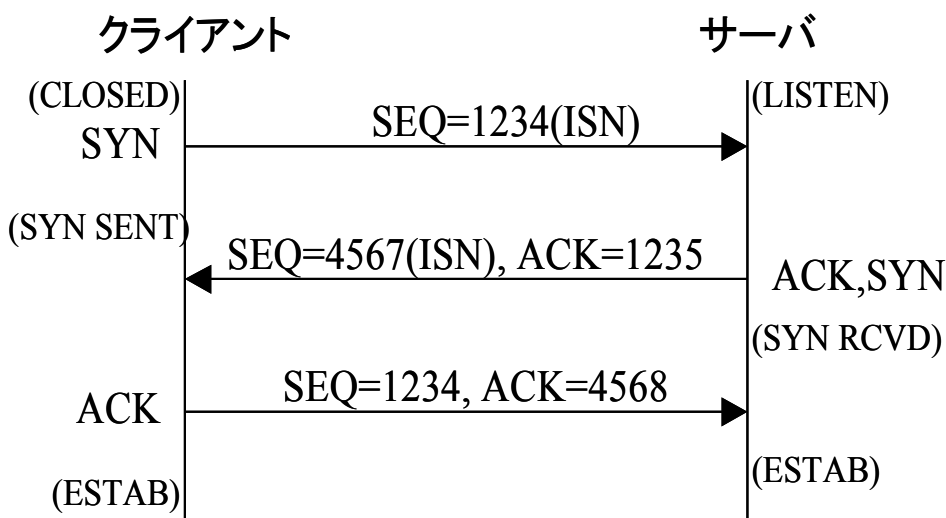 クライアント
サーバ
(CLOSED)
(LISTEN)
SEQ=1234(ISN)
SYN
(SYN SENT)
SEQ=4567(ISN), ACK=1235
ACK,SYN
(SYN RCVD)
SEQ=1234, ACK=4568
ACK
(ESTAB)
(ESTAB)